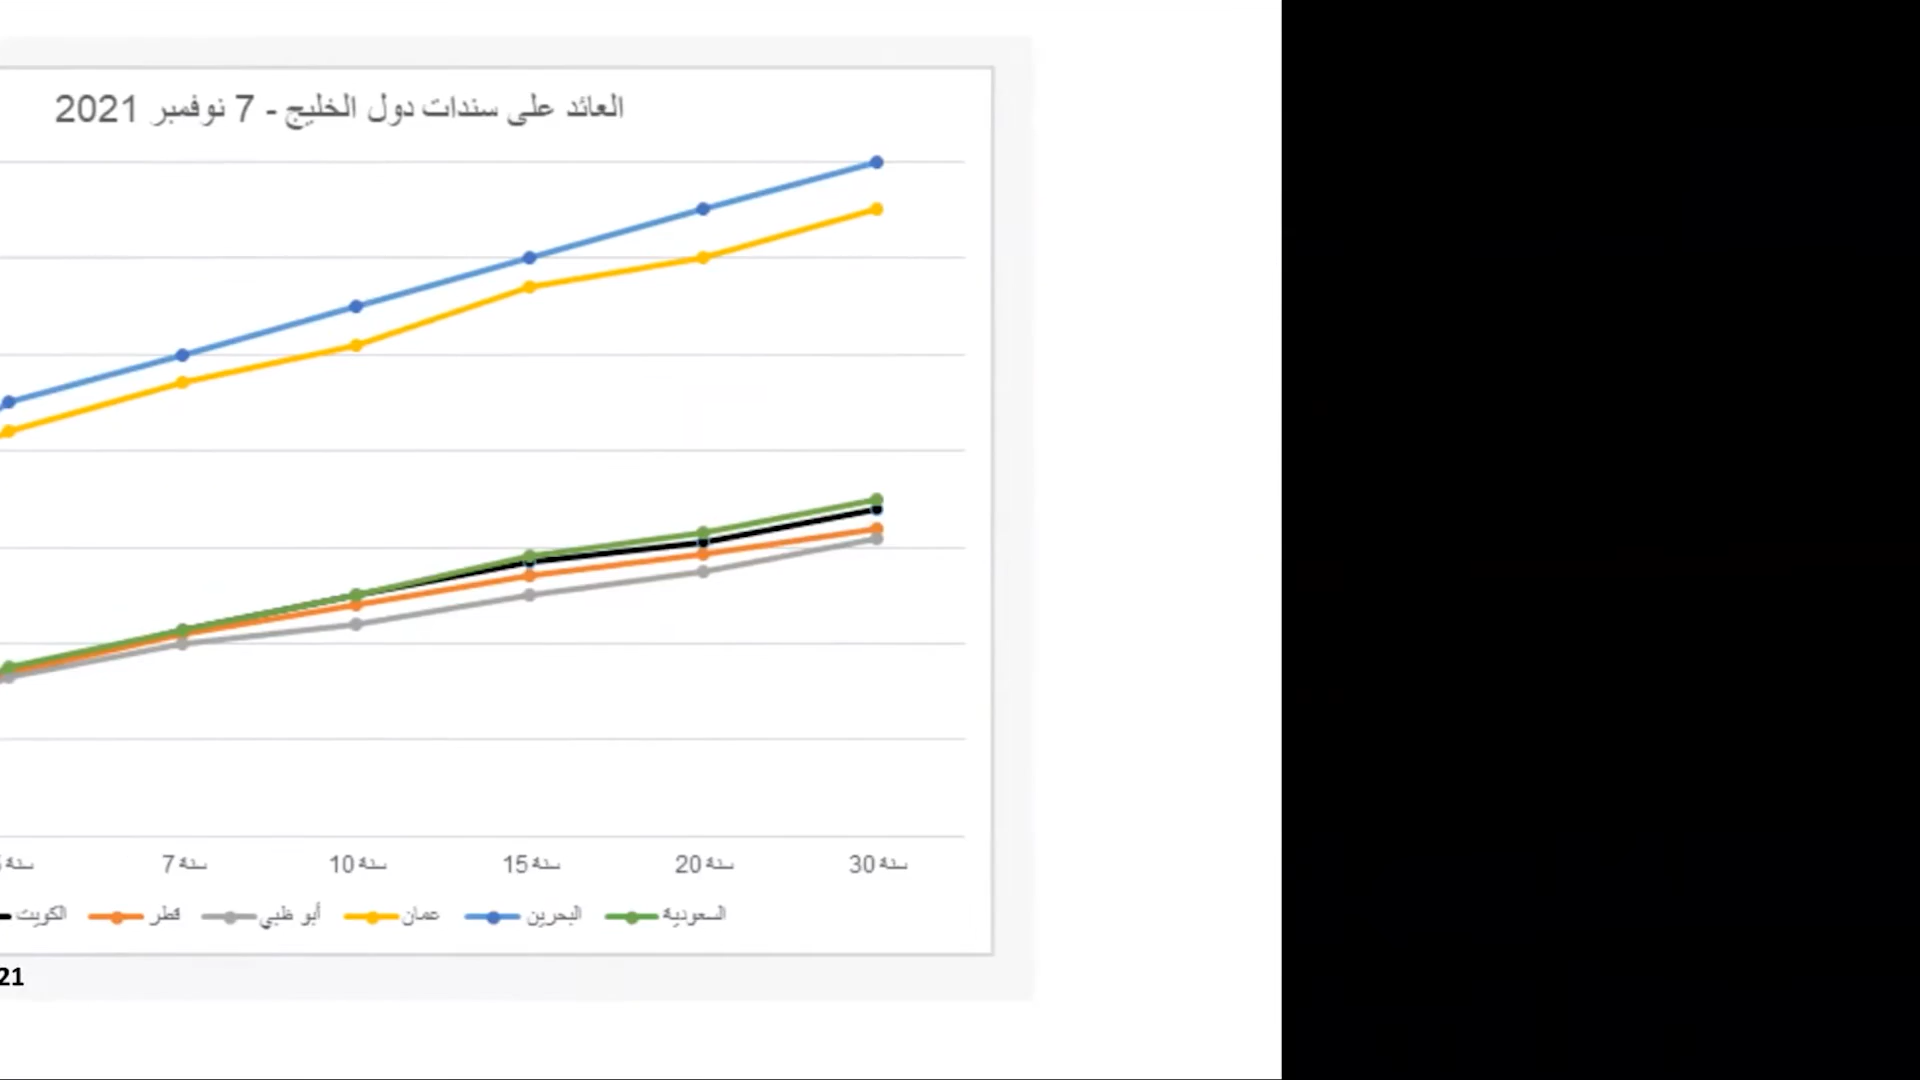 العائد على سندات دول الخليج - 7 نوفمبر 2021
سنة 7 سنة 10 سنة 15 سنة 20 سنة 30 سنة
الكويت قطر أبو ظبي عمان البحرين السعودية
21